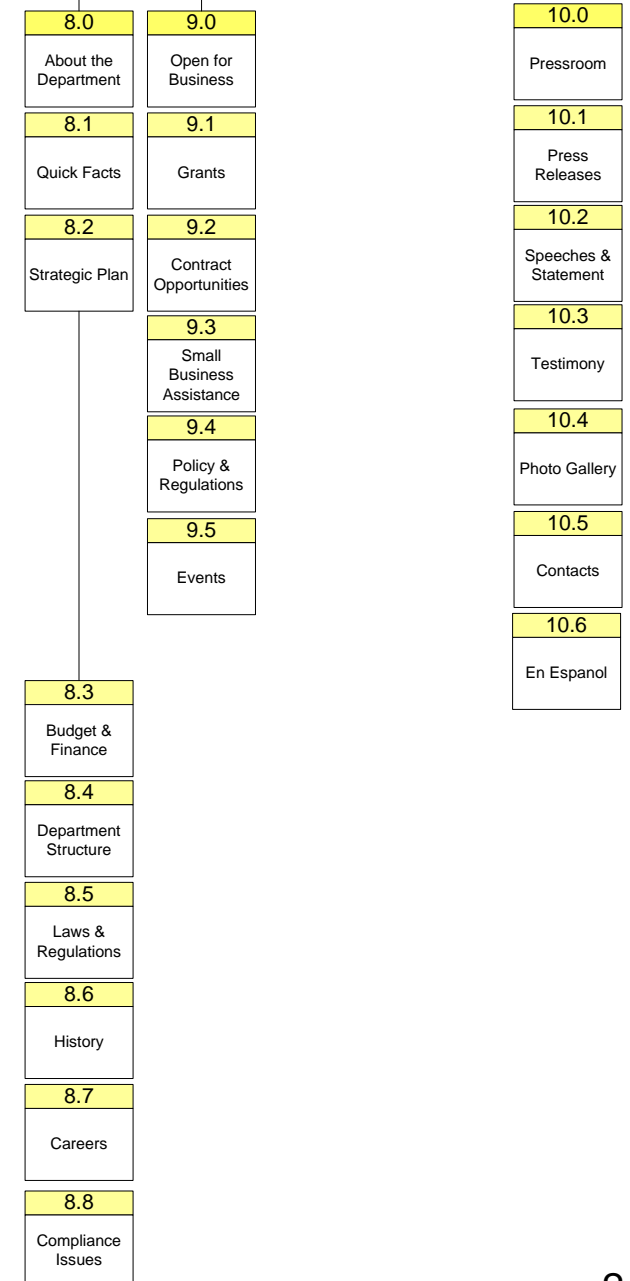 8.0
About the
Department
8.1
Quick Facts
8.2
Strategic Plan
8.3
Budget &
Finance
8.4
Department
Structure
8.5
Laws &
Regulations
8.6
History
8.7
Careers
8.8
Compliance
Issues
9.0
Open for
Business
9.1
Grants
9.2
Contract
Opportunities
9.3
Small
Business
Assistance
9.4
Policy &
Regulations
9.5
Events
10.0
Pressroom
10.1
Press
Releases
10.2
Speeches &
Statement
10.3
Testimony
10.4
Photo Gallery
10.5
Contacts
10.6
En Espanol